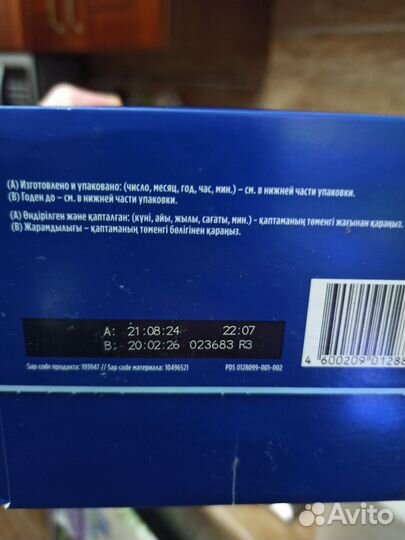 (A) Изготовлено и упаковано: (число, месяц, год, час, мин.) – см. в нижней части упаковки.
(B) Годен до – см. в нижней части упаковки.
(A) Өндірілген және қапталған: (күні, айы, жылы, сағаты, мин.) - қаптаманың төменгі жағынан қараңыз.
(B) Жарамдылығы – қаптаманың төменгі бөлігінен қараңыз.
A: 21:08:24 22:07
B: 20:02:26 023683 R3
Sap code продукта: 193947 // Sap code материала: 10496521 PDS 0128099-001-002
4 600209 01288
Avito